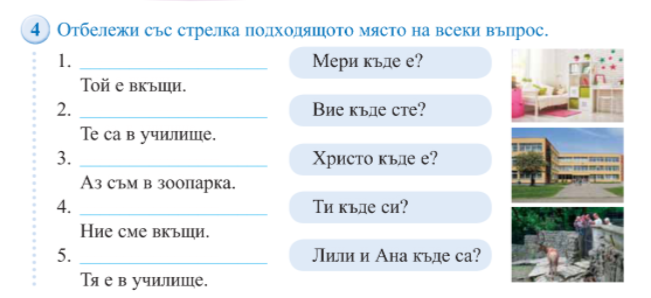 4 Отбележи със стрелка подходящото място на всеки въпрос.
1. ____________ Мери къде е?
Той е вкъщи.
2. ____________ Вие къде сте?
Те са в училище.
3. ____________ Христо къде е?
Аз съм в зоопарка.
4. ____________ Ти къде си?
Ние сме вкъщи.
5. ____________ Лили и Ана къде са?
Тя е в училище.